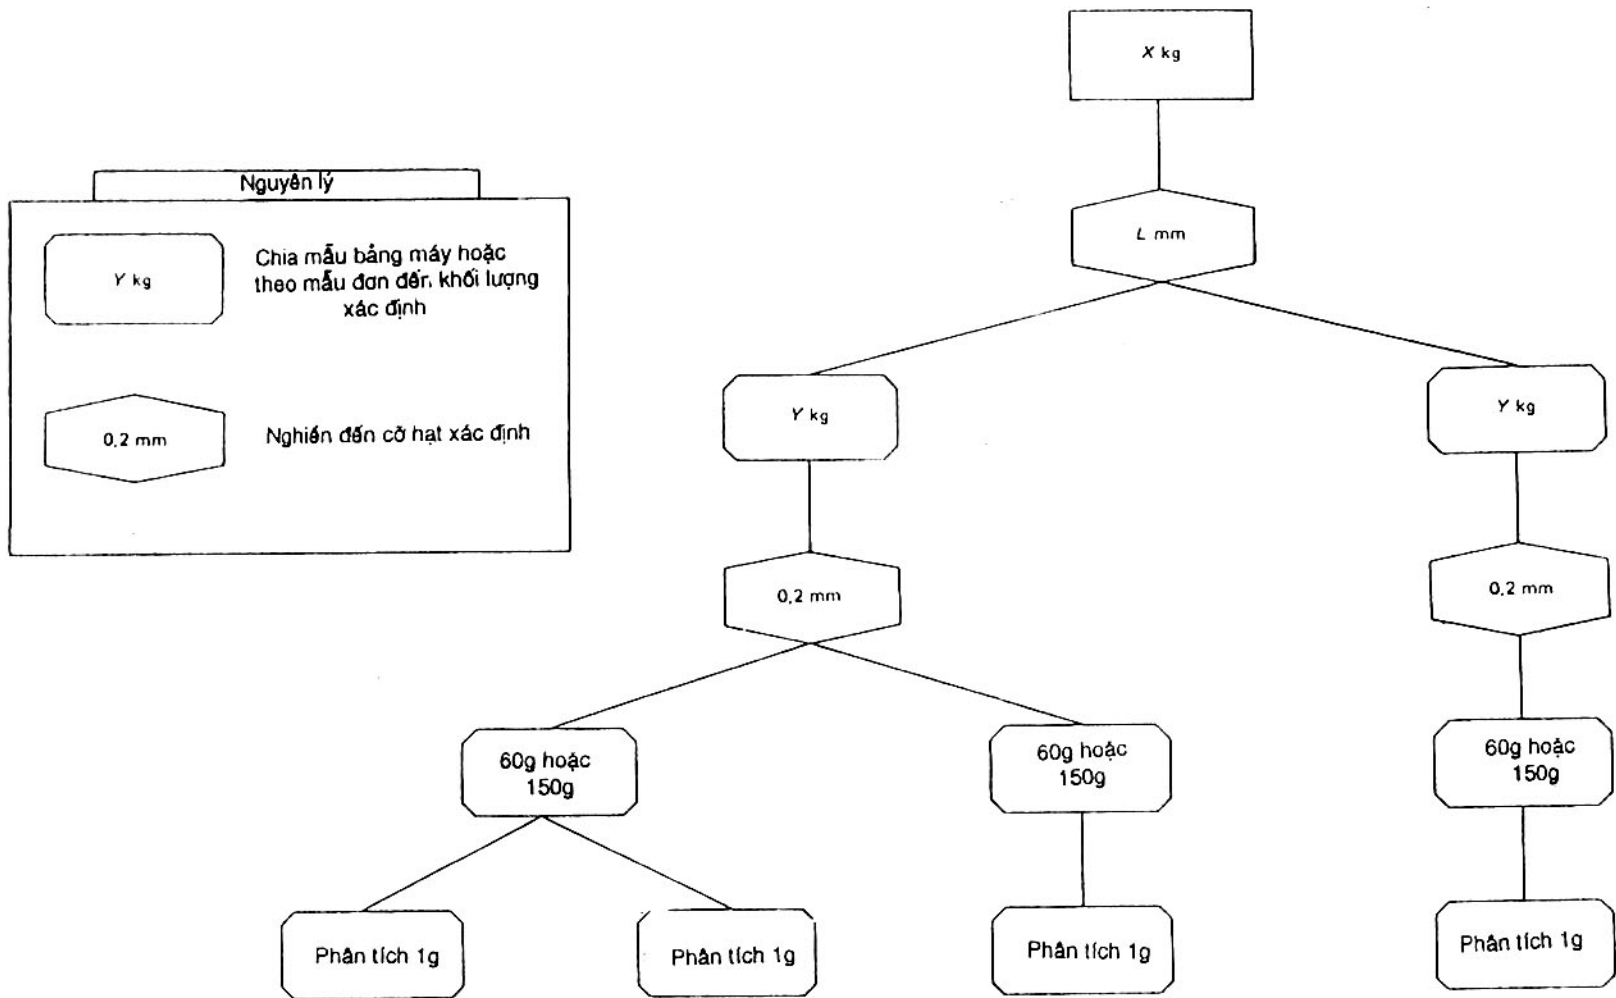 X kg
L mm
Nguyên lý
Y kg
Chia mẫu bằng máy hoặc
theo mẫu đơn đến khối lượng
xác định
0,2 mm
Nghiền đến cỡ hạt xác định
Y kg
Y kg
0,2 mm
0,2 mm
60g hoặc
150g
60g hoặc
150g
60g hoặc
150g
Phân tích 1g
Phân tích 1g
Phân tích 1g
Phân tích 1g